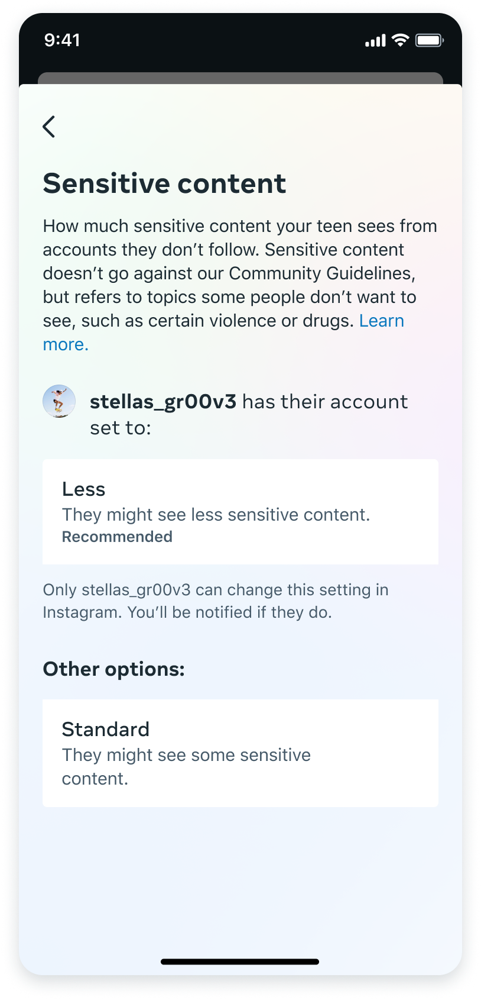 9:41
Sensitive content
How much sensitive content your teen sees from
accounts they don’t follow. Sensitive content
doesn’t go against our Community Guidelines,
but refers to topics some people don’t want to
see, such as certain violence or drugs. Learn
more.
stellas_gr00v3 has their account
set to:
Less
They might see less sensitive content.
Recommended
Only stellas_gr00v3 can change this setting in
Instagram. You’ll be notified if they do.
Other options:
Standard
They might see some sensitive
content.